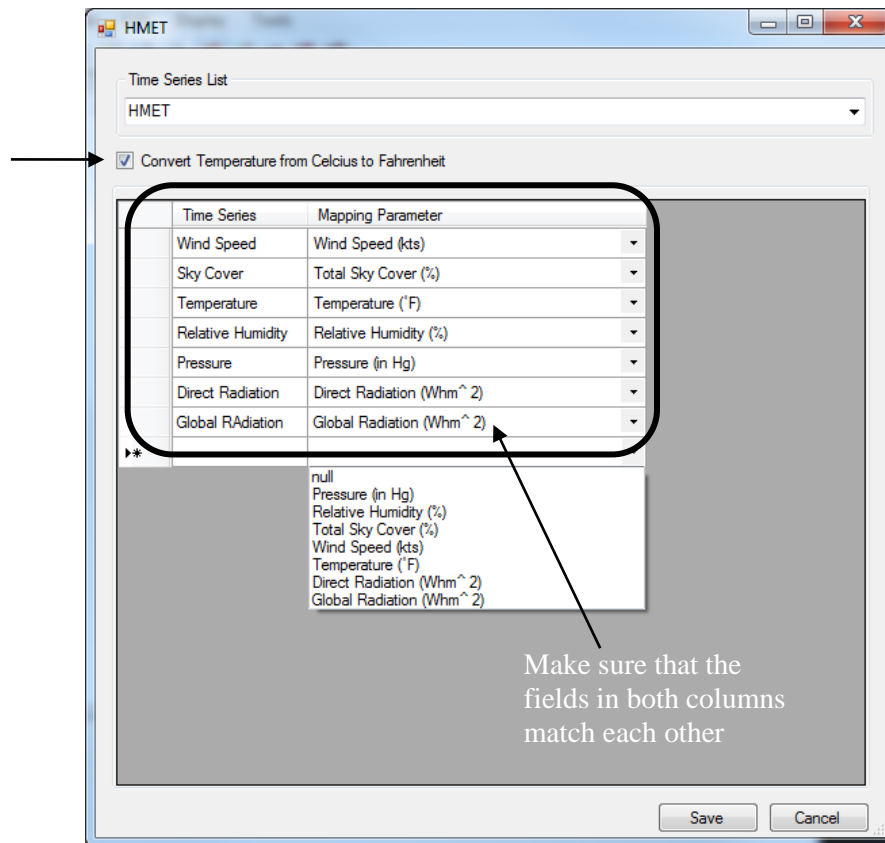 HMET
Time Series List
HMET
Convert Temperature from Celcius to Fahrenheit
Time Series Mapping Parameter
Wind Speed Wind Speed (kts)
Sky Cover Total Sky Cover (%)
Temperature Temperature (˚F)
Relative Humidity Relative Humidity (%)
Pressure Pressure (in Hg)
Direct Radiation Direct Radiation (Whm^ 2)
Global RAdiation Global Radiation (Whm^ 2)
null
Pressure (in Hg)
Relative Humidity (%)
Total Sky Cover (%)
Wind Speed (kts)
Temperature (˚F)
Direct Radiation (Whm^ 2)
Global Radiation (Whm^ 2)
Make sure that the
fields in both columns
match each other
Save Cancel